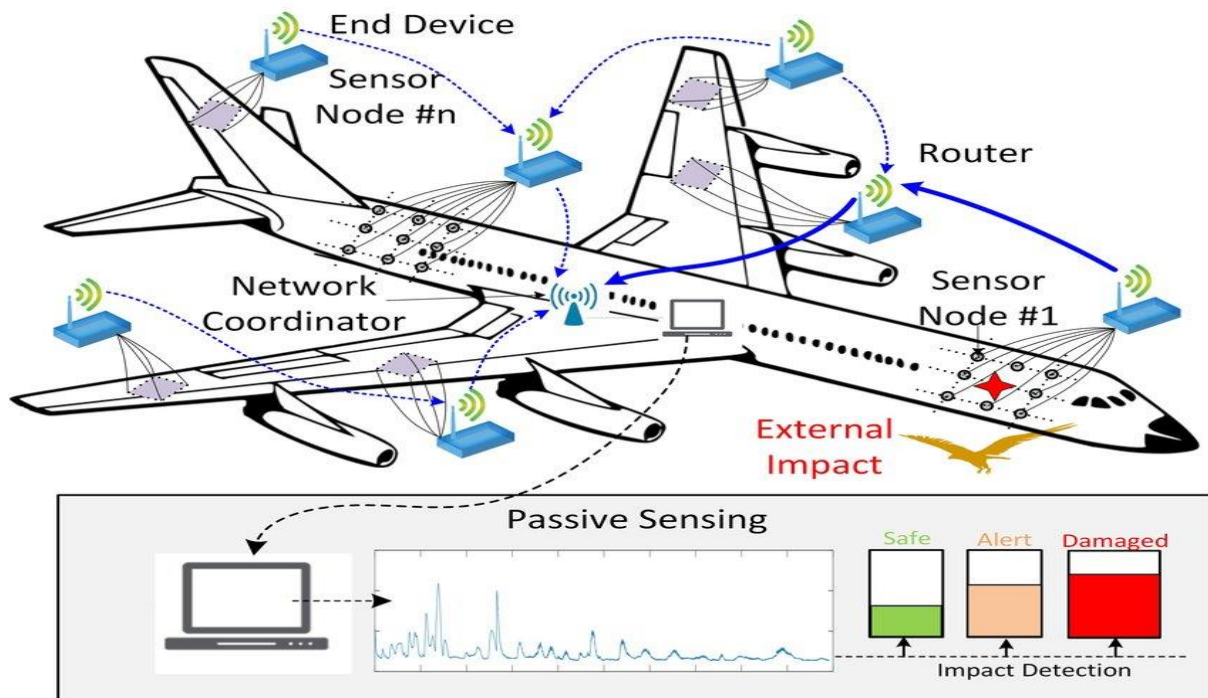 End Device
Sensor
Node #n
Router
Network
Coordinator
Sensor
Node #1
External
Impact
Passive Sensing
Safe
Alert
Damaged
Impact Detection